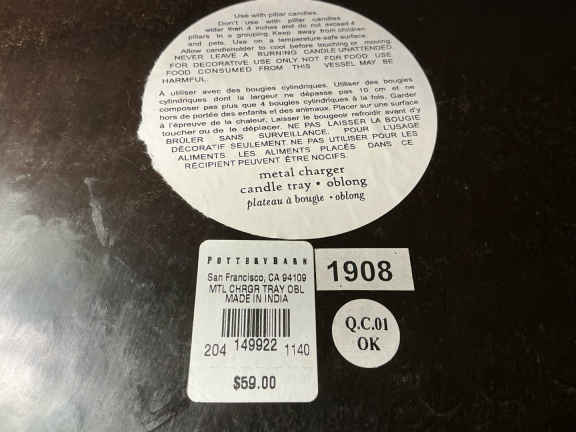 Use with pillar candles.
Don't use with pillar candles
wider than 4 inches and do not exceed 4
pillars in a grouping. Keep away from children
and pets. Use on a temperature-safe surface.
Allow candleholder to cool before touching or moving.
NEVER LEAVE A BURNING CANDLE UNATTENDED.
FOR DECORATIVE USE ONLY NOT FOR FOOD USE.
FOOD CONSUMED FROM THIS VESSEL MAY BE
HARMFUL.
À utiliser avec des bougies cylindriques. Utiliser des bougies
cylindriques dont la largeur ne dépasse pas 10 cm et ne
composer pas plus que 4 bougies cylindriques à la fois. Garder
hors de portée des enfants et des animaux. Placer sur une surface
à l'épreuve de la chaleur. Laisser le bougeoir refroidir avant d'y
toucher ou de le déplacer. NE PAS LAISSER LA BOUGIE
BRÛLER SANS SURVEILLANCE. POUR L'USAGE
DÉCORATIF SEULEMENT. NE PAS UTILISER POUR LES
ALIMENTS. LES ALIMENTS PLACÉS DANS CE
RÉCIPIENT PEUVENT ÊTRE NOCIFS.
metal charger
candle tray • oblong
plateau à bougie • oblong
POTTERY BARN
San Francisco, CA 94109
MTL CHRGR TRAY OBL
MADE IN INDIA
204 149922 1140
$59.00
1908
Q.C.01
OK